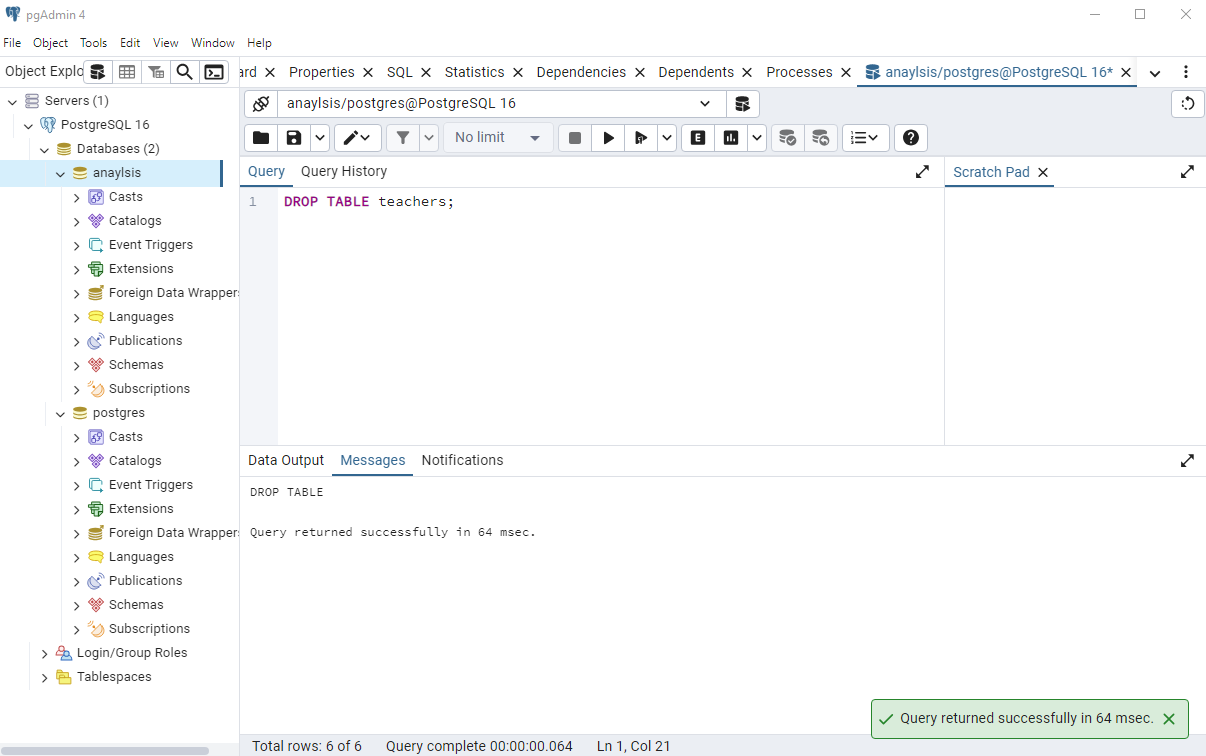 pgAdmin 4
File Object Tools Edit View Window Help
Object Explo
ard Properties SQL Statistics Dependencies Dependents Processes anaylsis/postgres@PostgreSQL 16*
Servers (1)
PostgreSQL 16
Databases (2)
anaylsis
Casts
Catalogs
Event Triggers
Extensions
Foreign Data Wrappers
Languages
Publications
Schemas
Subscriptions
postgres
Casts
Catalogs
Event Triggers
Extensions
Foreign Data Wrappers
Languages
Publications
Schemas
Subscriptions
Login/Group Roles
Tablespaces
anaylsis/postgres@PostgreSQL 16
No limit
E
Query Query History
Scratch Pad
1 DROP TABLE teachers;
Data Output Messages Notifications
DROP TABLE
Query returned successfully in 64 msec.
Query returned successfully in 64 msec.
Total rows: 6 of 6 Query complete 00:00:00.064 Ln 1, Col 21